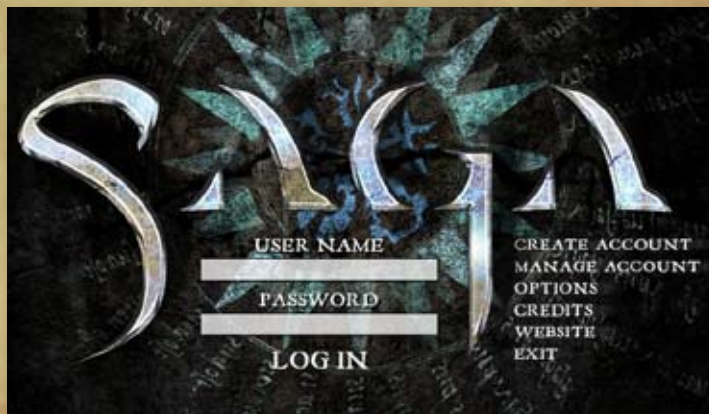 SAGA
USER NAME
PASSWORD
LOG IN
CREATE ACCOUNT
MANAGE ACCOUNT
OPTIONS
CREDITS
WEBSITE
EXIT